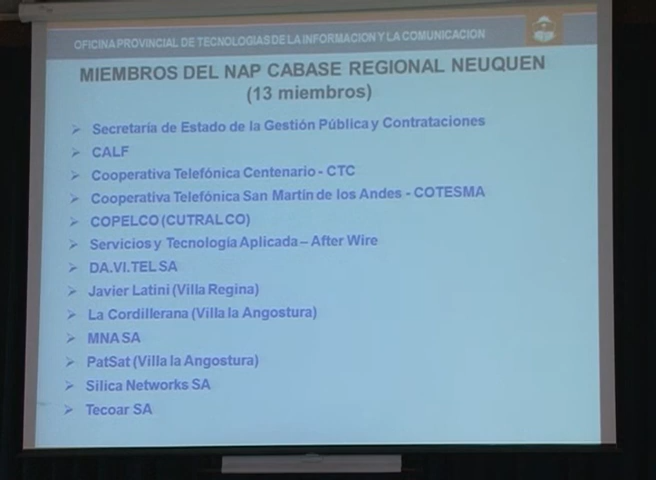 OFICINA PROVINCIAL DE TECNOLOGIAS DE LA INFORMACION Y LA COMUNICACION
MIEMBROS DEL NAP CABASE REGIONAL NEUQUEN
(13 miembros)
➢ Secretaría de Estado de la Gestión Pública y Contrataciones
➢ CALF
➢ Cooperativa Telefónica Centenario - CTC
➢ Cooperativa Telefónica San Martín de los Andes - COTESMA
➢ COPELCO (CUTRAL CO)
➢ Servicios y Tecnología Aplicada – After Wire
➢ DA.VI.TEL SA
➢ Javier Latini (Villa Regina)
➢ La Cordillerana (Villa la Angostura)
➢ MNA SA
➢ PatSat (Villa la Angostura)
➢ Silica Networks SA
➢ Tecoar SA